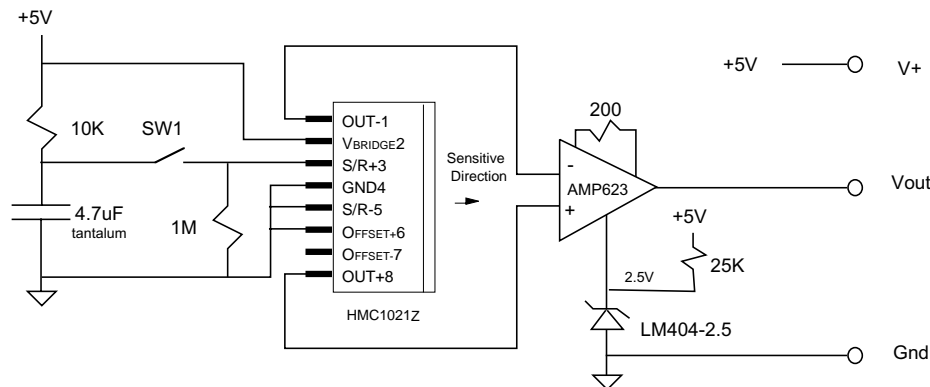 +5V
10K
SW1
4.7uF
tantalum
1M
OUT-1
VBRIDGE2
S/R+3
GND4
S/R-5
OFFSET+6
OFFSET-7
OUT+8
HMC1021Z
Sensitive
Direction
200
-
AMP623
+
+5V
25K
2.5V
LM404-2.5
+5V
V+
Vout
Gnd